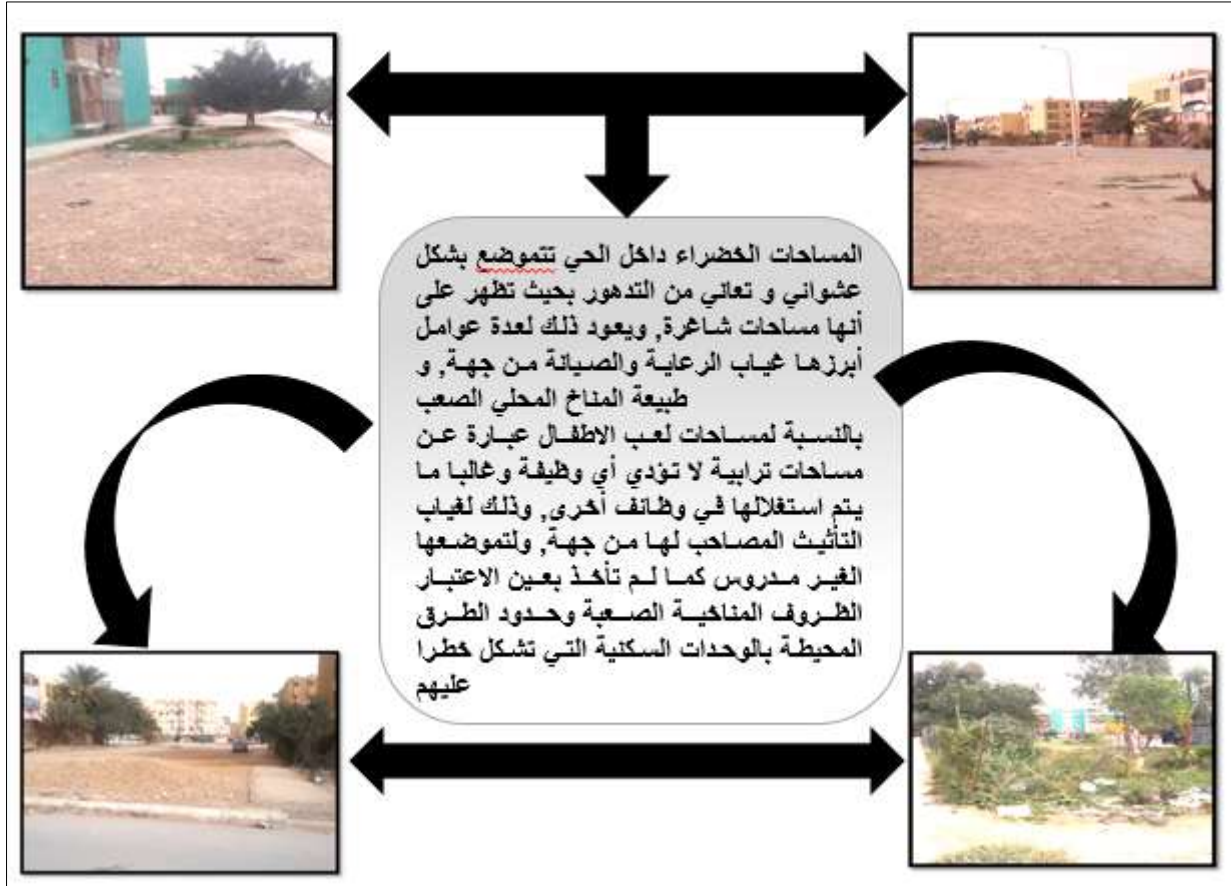 المساحات الخضراء داخل الحي تتموضع بشكل
عشواني و تعاني من التدهور بحيث تظهر على
أنها مساحات شاغرة, ويعود ذلك لعدة عوامل
أبرزها غياب الرعاية والصيانة من جهة, و
طبيعة المناخ المحلي الصعب
بالنسبة لمساحات لعب الاطفال عبارة عن
مساحات ترابية لا تؤدي أي وظيفة وغالبا ما
يتم استغلالها في وظائف أخرى, وذلك لغياب
التأثيث المصاحب لها من جهة, ولتموضعها
الغير مدروس كما لم تأخذ بعين الاعتبار
الظروف المناخية الصعبة وحدود الطرق
المحيطة بالوحدات السكنية التي تشكل خطرا
عليهم